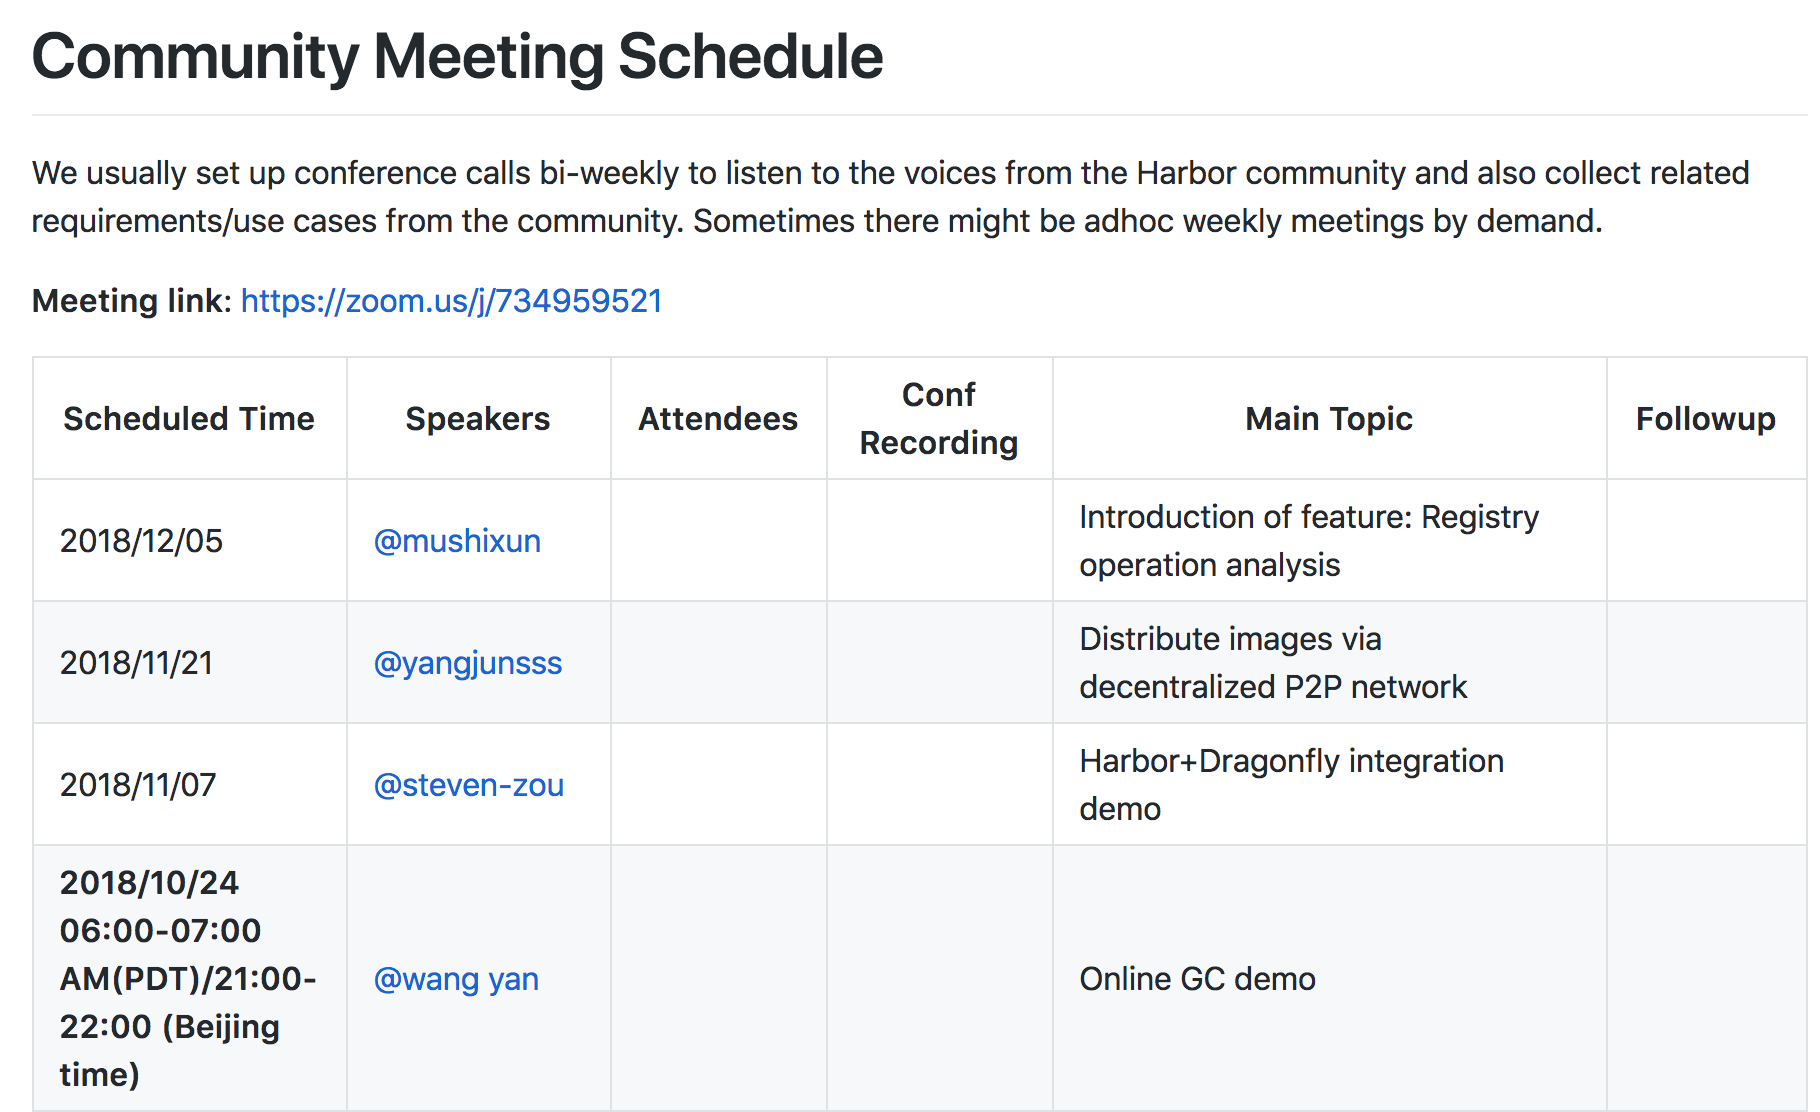 Community Meeting Schedule
We usually set up conference calls bi-weekly to listen to the voices from the Harbor community and also collect related
requirements/use cases from the community. Sometimes there might be adhoc weekly meetings by demand.
Meeting link: https://zoom.us/j/734959521
Scheduled Time
Speakers
Attendees
Conf
Recording
Main Topic
Followup
2018/12/05
@mushixun
Introduction of feature: Registry
operation analysis
2018/11/21
@yangjunsss
Distribute images via
decentralized P2P network
2018/11/07
@steven-zou
Harbor+Dragonfly integration
demo
2018/10/24
06:00-07:00
AM(PDT)/21:00-
22:00 (Beijing
time)
@wang yan
Online GC demo